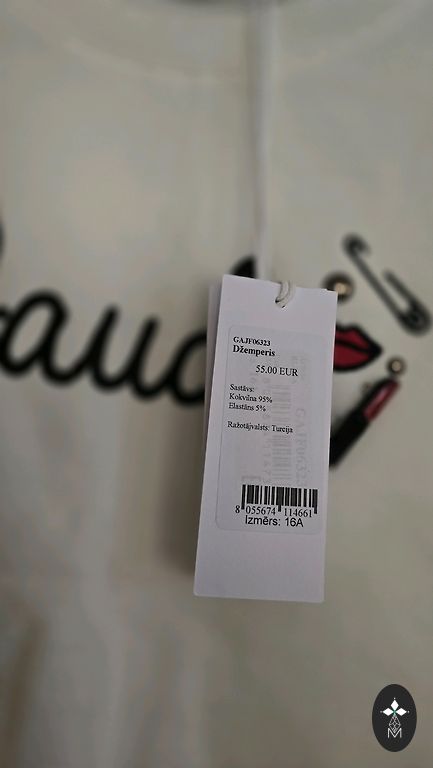 GAJF06323
Džemperis
55.00 EUR
Sastāvs:
Kokvilna 95%
Elastāns 5%
Ražotājvalsts: Turcija
8 055674 114661
Izmērs: 16A
M